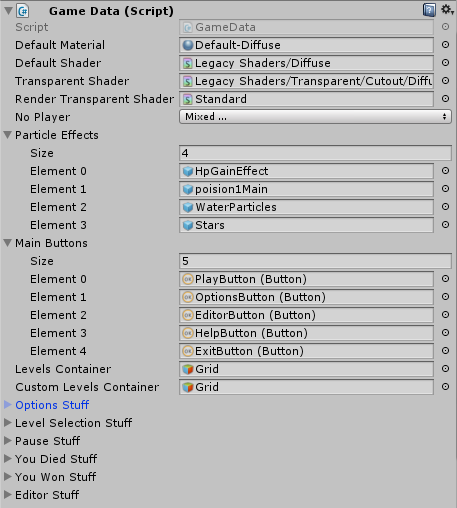 Game Data (Script)
Script GameData
Default Material Default-Diffuse
Default Shader Legacy Shaders/Diffuse
Transparent Shader Legacy Shaders/Transparent/Cutout/Diffu
Render Transparent Shader Standard
No Player Mixed ...
Particle Effects
Size 4
Element 0 HpGainEffect
Element 1 poision1Main
Element 2 WaterParticles
Element 3 Stars
Main Buttons
Size 5
Element 0 PlayButton (Button)
Element 1 OptionsButton (Button)
Element 2 EditorButton (Button)
Element 3 HelpButton (Button)
Element 4 ExitButton (Button)
Levels Container Grid
Custom Levels Container Grid
Options Stuff
Level Selection Stuff
Pause Stuff
You Died Stuff
You Won Stuff
Editor Stuff